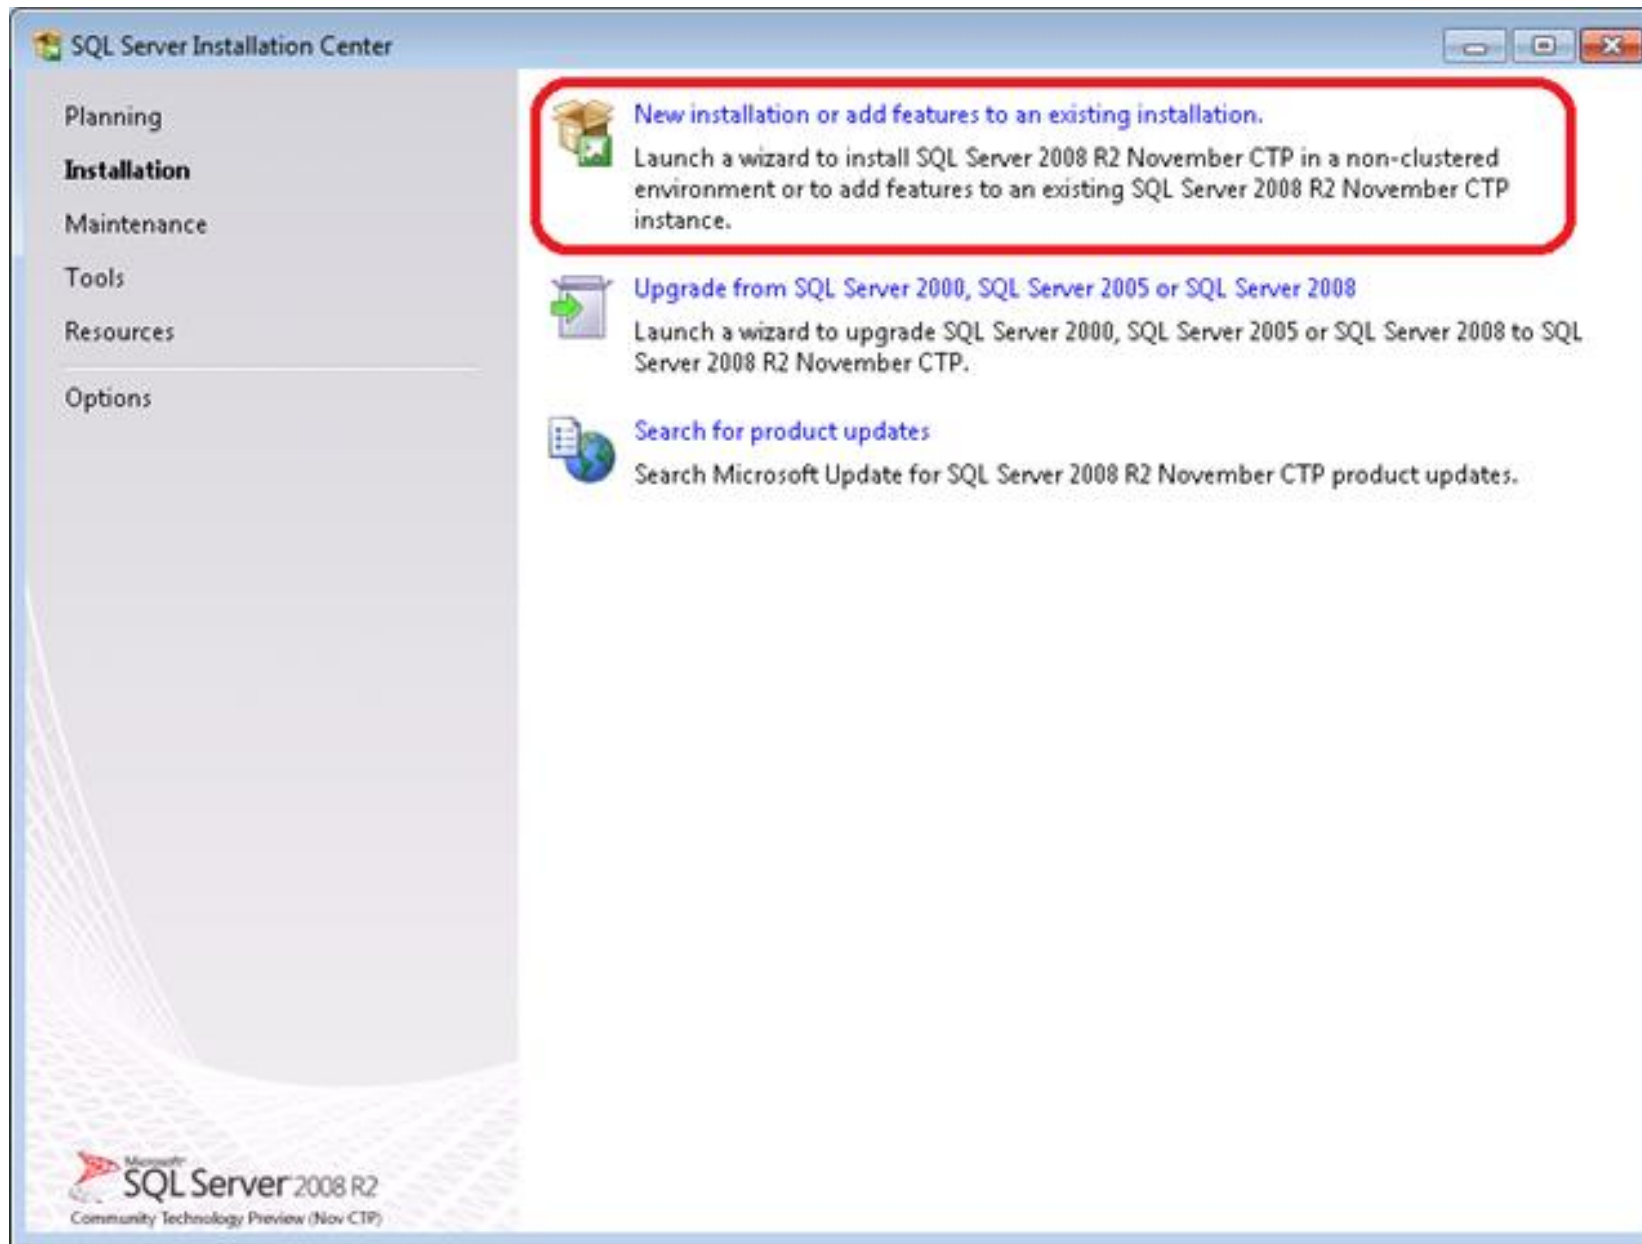 SQL Server Installation Center
Planning
Installation
Maintenance
Tools
Resources
Options
New installation or add features to an existing installation.
Launch a wizard to install SQL Server 2008 R2 November CTP in a non-clustered
environment or to add features to an existing SQL Server 2008 R2 November CTP
instance.
Upgrade from SQL Server 2000, SQL Server 2005 or SQL Server 2008
Launch a wizard to upgrade SQL Server 2000, SQL Server 2005 or SQL Server 2008 to SQL
Server 2008 R2 November CTP.
Search for product updates
Search Microsoft Update for SQL Server 2008 R2 November CTP product updates.
Microsoft
SQL Server 2008 R2
Community Technology Preview (Nov CTP)